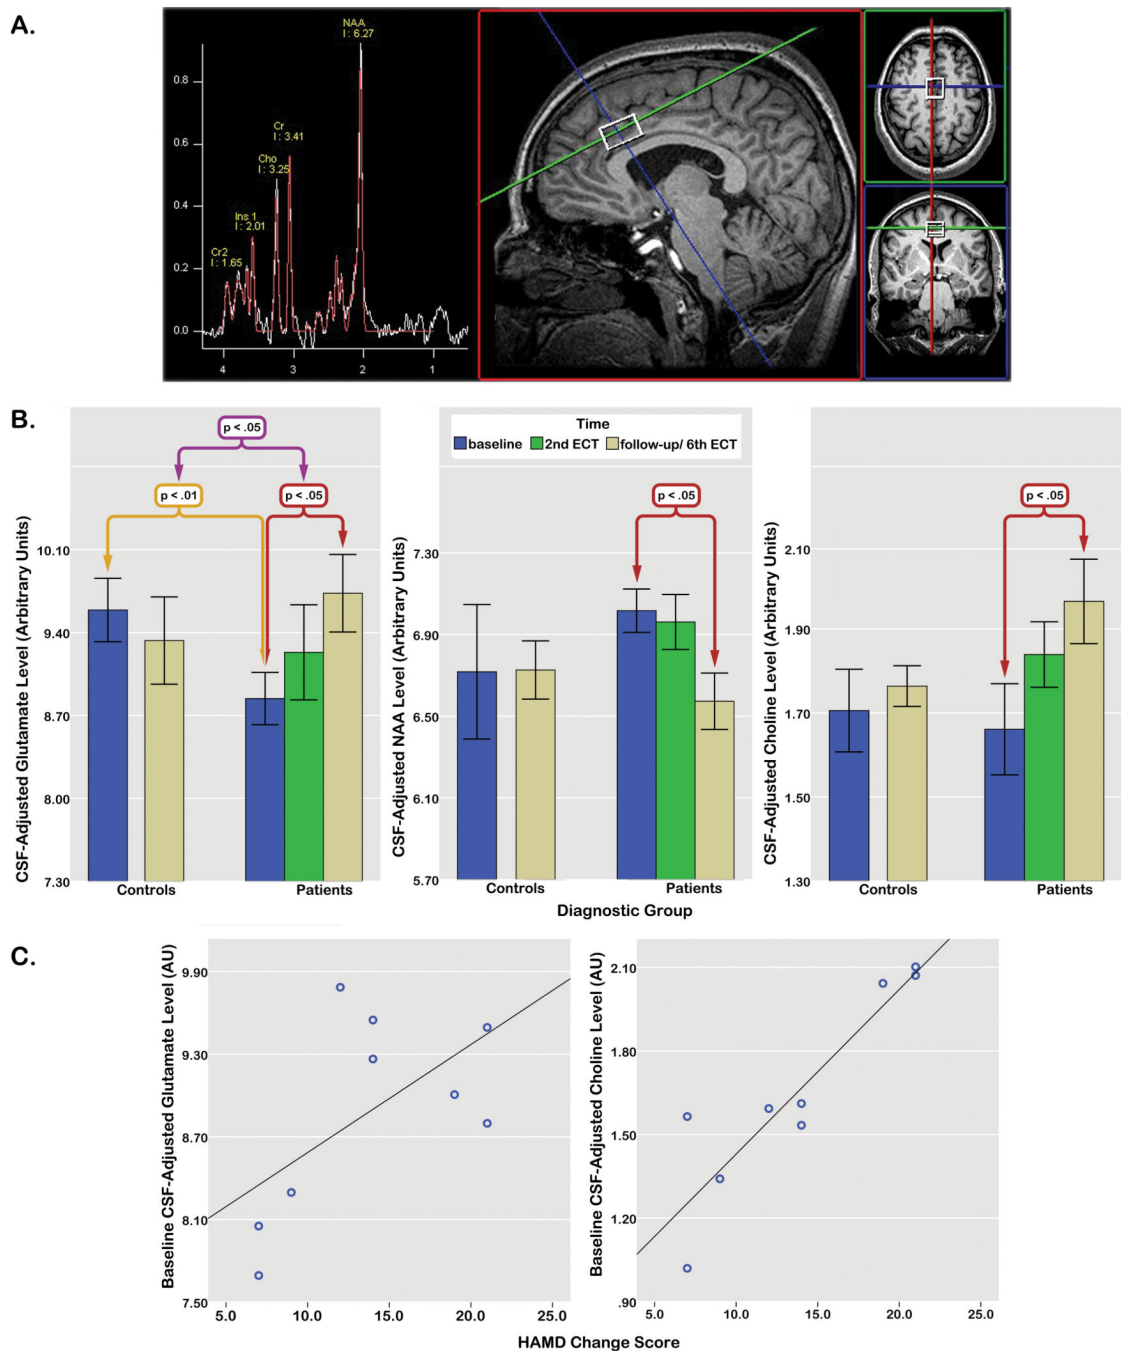 A.
NAA
I : 6.27
Cr
I : 3.41
Cho
I : 3.25
Ins 1
I : 2.01
Cr2
I : 1.65
0.8
0.6
0.4
0.2
0.0
4 3 2 1
B.
CSF-Adjusted Glutamate Level (Arbitrary Units)
10.10
9.40
8.70
8.00
7.30
p < .05
p < .01
p < .05
Controls Patients
CSF-Adjusted NAA Level (Arbitrary Units)
7.30
6.90
6.50
6.10
5.70
Time
baseline 2nd ECT follow-up/ 6th ECT
p < .05
Controls Patients
CSF-Adjusted Choline Level (Arbitrary Units)
2.10
1.90
1.70
1.50
1.30
p < .05
Controls Patients
Diagnostic Group
C.
Baseline CSF-Adjusted Glutamate Level (AU)
9.90
9.30
8.70
8.10
7.50
5.0 10.0 15.0 20.0 25.0
Baseline CSF-Adjusted Choline Level (AU)
2.10
1.80
1.50
1.20
.90
5.0 10.0 15.0 20.0 25.0
HAMD Change Score